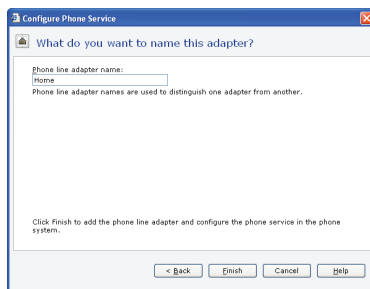 Configure Phone Service
What do you want to name this adapter?
Phone line adapter name:
Home
Phone line adapter names are used to distinguish one adapter from another.
Click Finish to add the phone line adapter and configure the phone service in the phone
system.
< Back Finish Cancel Help